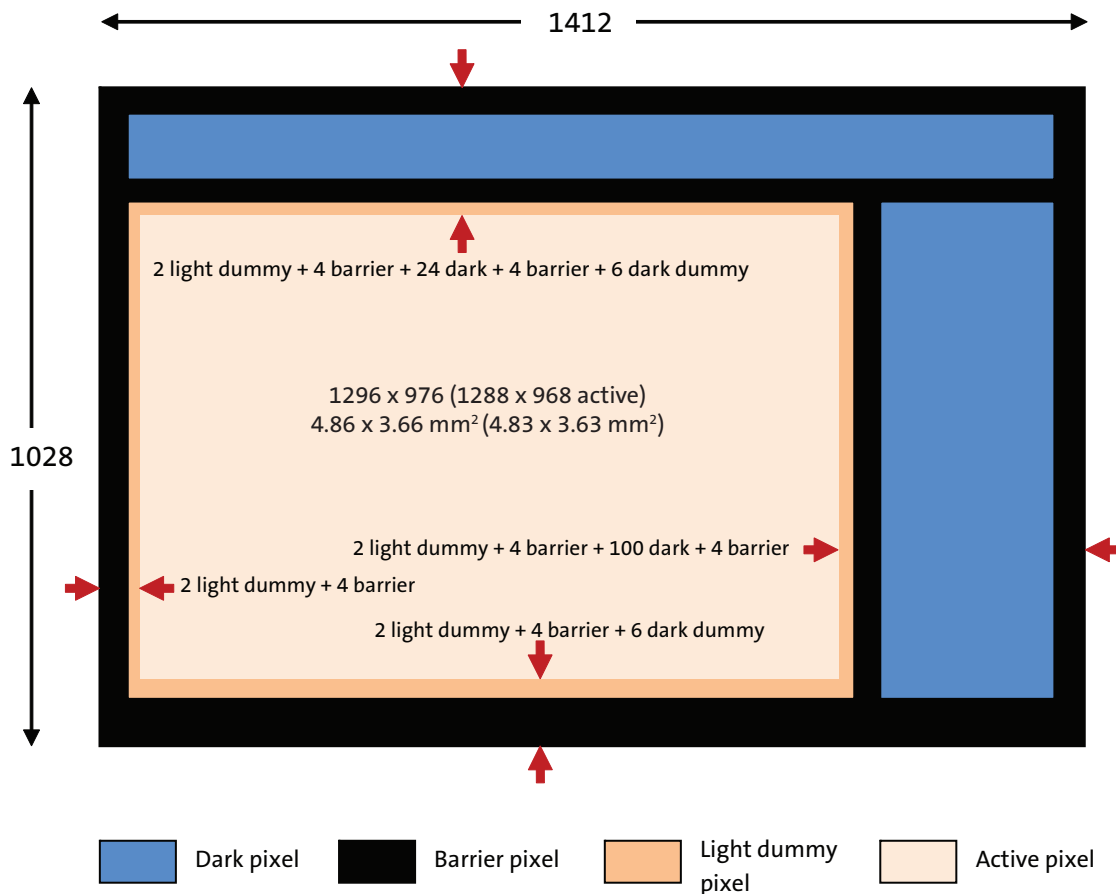 1412
2 light dummy + 4 barrier + 24 dark + 4 barrier + 6 dark dummy
1296 x 976 (1288 x 968 active)
4.86 x 3.66 mm² (4.83 x 3.63 mm²)
1028
2 light dummy + 4 barrier + 100 dark + 4 barrier
2 light dummy + 4 barrier
2 light dummy + 4 barrier + 6 dark dummy
Dark pixel
Barrier pixel
Light dummy
pixel
Active pixel